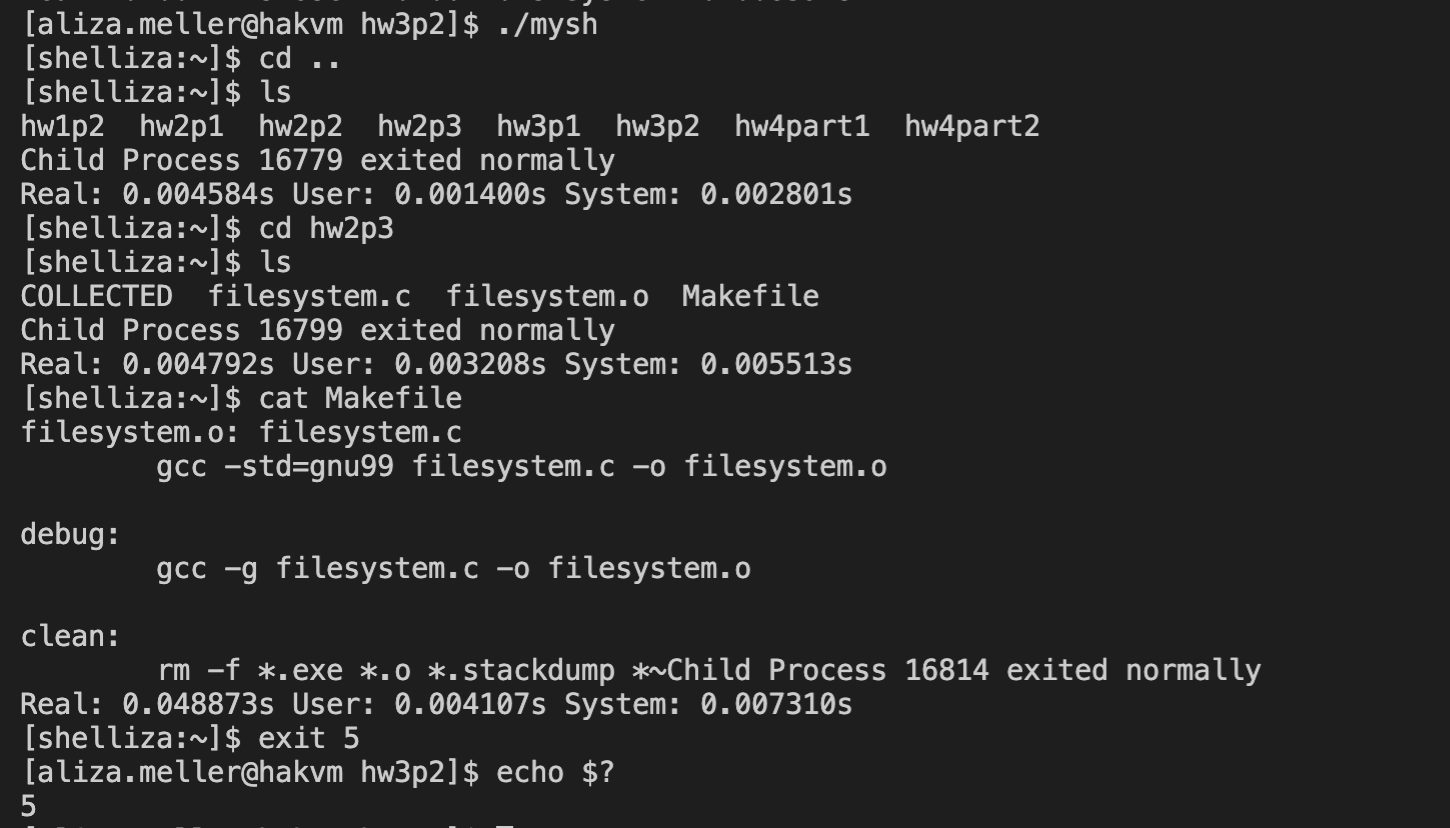 [aliza.meller@hakvm hw3p2]$ ./mysh
[shelliza:~]$ cd ..
[shelliza:~]$ ls
hw1p2  hw2p1  hw2p2  hw2p3  hw3p1  hw3p2  hw4part1  hw4part2
Child Process 16779 exited normally
Real: 0.004584s User: 0.001400s System: 0.002801s
[shelliza:~]$ cd hw2p3
[shelliza:~]$ ls
COLLECTED  filesystem.c  filesystem.o  Makefile
Child Process 16799 exited normally
Real: 0.004792s User: 0.003208s System: 0.005513s
[shelliza:~]$ cat Makefile
filesystem.o: filesystem.c
        gcc -std=gnu99 filesystem.c -o filesystem.o

debug:
        gcc -g filesystem.c -o filesystem.o

clean:
        rm -f *.exe *.o *.stackdump *~Child Process 16814 exited normally
Real: 0.048873s User: 0.004107s System: 0.007310s
[shelliza:~]$ exit 5
[aliza.meller@hakvm hw3p2]$ echo $?
5